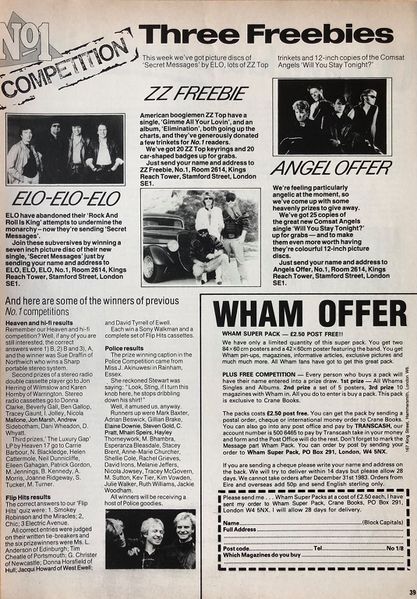 No1
COMPETITION
Three Freebies
This week we've got picture discs of
'Secret Messages' by ELO, lots of ZZ Top
trinkets and 12-inch copies of the Comsat
Angels 'Will You Stay Tonight?'
ZZ FREEBIE
American boogiemen ZZ Top have a
single, 'Gimme All Your Lovin', and an
album, 'Elimination', both going up the
charts, and they've generously donated
a few trinkets for No.1 readers.
We've got 20 ZZ Top keyrings and 20
car-shaped badges up for grabs.
Just send your name and address to
ZZ Freebie, No.1, Room 2614, Kings
Reach Tower, Stamford Street, London
SE1.
ELO-ELO-ELO
ELO have abandoned their 'Rock And
Roll Is King' attempts to undermine the
monarchy – now they're sending 'Secret
Messages'.
Join these subversives by winning a
seven inch picture disc of their new
single, 'Secret Messages' just by
sending your name and address to
ELO, ELO, ELO, No.1, Room 2614, Kings
Reach Tower, Stamford Street, London
SE1.
ANGEL OFFER
We're feeling particularly
angelic at the moment, so
we've come up with some
heavenly prizes to give away.
We've got 25 copies of
the great new Comsat Angels
single 'Will You Stay Tonight?'
up for grabs — and to make
them even more worth having
they're colourful 12-inch picture
discs.
Just send your name and address to
Angels Offer, No.1, Room 2614, Kings
Reach Tower, Stamford Street, London
SE1.
And here are some of the winners of previous
No.1 competitions
Heaven and hi-fi results
Remember our Heaven and hi-fi
competition? Well, if any of you are
still interested, the correct
answers were 1) B, 2) B, d 3) A,
and the winner was Sue Draffin of
Northwich who wins a Sharp
portable stereo system.
Second prizes of a stereo radio
double cassette player go to Jon
Herring of Wimslow and Karen
Hornby of Warrington. Stereo
radio cassettes go to Donna
Clarke, Beverly Gall, Ben Gallop,
Tracey Gaunt, I. Jolley, Nicola
Mallone, Jon Marsh, Andrew
Sidebotham, Dan Wheadon, V.
Whyatt.
Third prizes, 'The Luxury Gap'
LP by Heaven 17 go to Carrie
Barbour, N. Blackledge, Helen
Cattermole, Neil Dunnicliffe,
Eileen Gahagan, Patrick Gordon,
M. Jennings, B. Kennedy, A.
Morris, Joanne Ridgeway, S.
Tucker, M. Turner.
Flip Hits results
The correct answers to our 'Flip
Hits' quiz were: 1. Smokey
Robinson and the Miracles, 2
Chic; 3 Electric Avenue.
All correct entries were judged
on their written tie-breakers and
the six winners were Ms. L.
Anderson of Edinburgh; Tim
Cheatle of Portsmouth; G. Christer
of Newcastle; Donna Horsfall of
Hull; Jacqui Howard of West Ewell;
and David Tyrell of Ewell.
Each win a Sony Walkman and a
complete set of Flip Hits cassettes.
Police results
The prize winning caption in the
Police Competition came from
Miss J. Akinuwesi in Rainham,
Essex.
She reckoned Stewart was
saying: "Look, Sting, if I turn this
knob here, he stops dribbling
down his shirt!"
Well, it amused us, anyway.
Runners up were Mark Baxter,
Adrian Beswick, Gillian Brake,
Elaine Downie, Steven Gold, C.
Pratt, Mhairi Spiers, Hayley
Townsend, M. Bhambra,
Esperanza Bleasdale, Stacey
Brent, Anne-Marie Churcher,
Shellie Cole, Rachel Grieves,
David Irons, Melanie Jeffers,
Nicola Jowsey, Tracey McGovern,
M. Sutton, Kev Tier, Kim Vowden,
Julie Walker, Ruth Williams, Jackie
Woodham.
All winners will be receiving a
host of Police goodies.
WHAM OFFER
WHAM SUPER PACK — £2.50 POST FREE!!!
We have only a limited quantity of this super pack. You get two
84×60cm posters and a 42×60cm poster featuring the band. You get
Wham pin-ups, magazines, informative articles, exclusive pictures and
much much more. All Wham fans have got to get this great pack.
PLUS FREE COMPETITION — Every person who buys a pack will
have their name entered into a prize draw. 1st prize — All Whams
Singles and Albums. 2nd prize a set of 5 posters. 3rd prize 10
magazines with Wham in. All you do to enter is buy a pack. This pack
is exclusive to Crane Books.
The packs costs £2.50 post free. You can get the pack by sending a
postal order, cheque or international money order to Crane Books.
You can also go into any post office and pay by TRANSCASH, our
account number is 500 6465 to pay by Transcash take in your money
and form and the Post Office will do the rest. Don't forget to mark the
Message part Wham Pack. You can order by post by sending your
order to Wham Super Pack, PO Box 291, London, W4 5NX.
If you are sending a cheque please write your name and address on
the back. We will try to deliver within 14 days but please allow 28
days. We cannot take orders after December 31st 1983. Orders from
Eire and overseas add 50p and send English sterling only.
Please send me . . . Wham Super Packs at a cost of £2.50 each, I have
sent my order to Wham Super Pack, Crane Books, PO Box 291,
London W4 5NX. I will allow 28 days for delivery.
Name (Block Capitals)
Full Address
Post code Tel No 1/8
Which Magazines do you buy
39